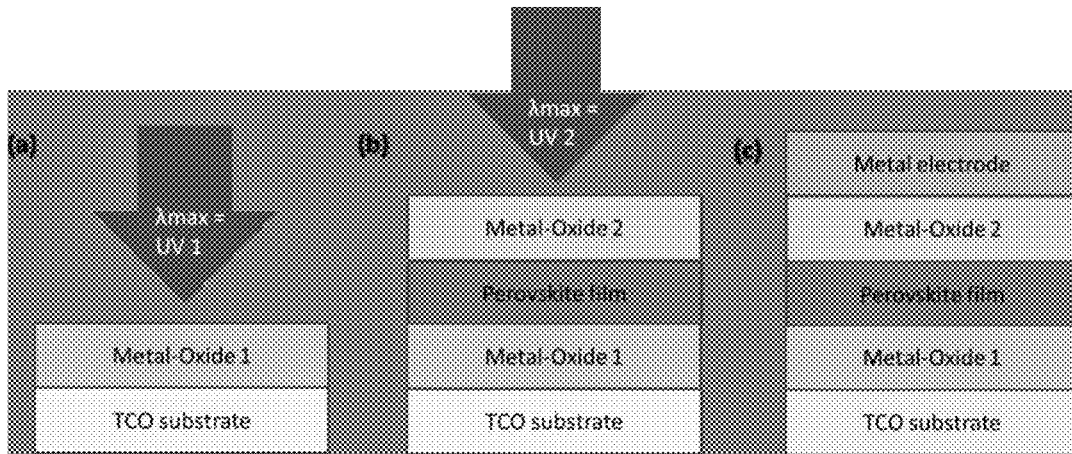 (a)
λmax =
UV 1
Metal-Oxide 1
TCO substrate
(b)
λmax =
UV 2
Metal-Oxide 2
Perovskite film
Metal-Oxide 1
TCO substrate
(c)
Metal electrode
Metal-Oxide 2
Perovskite film
Metal-Oxide 1
TCO substrate